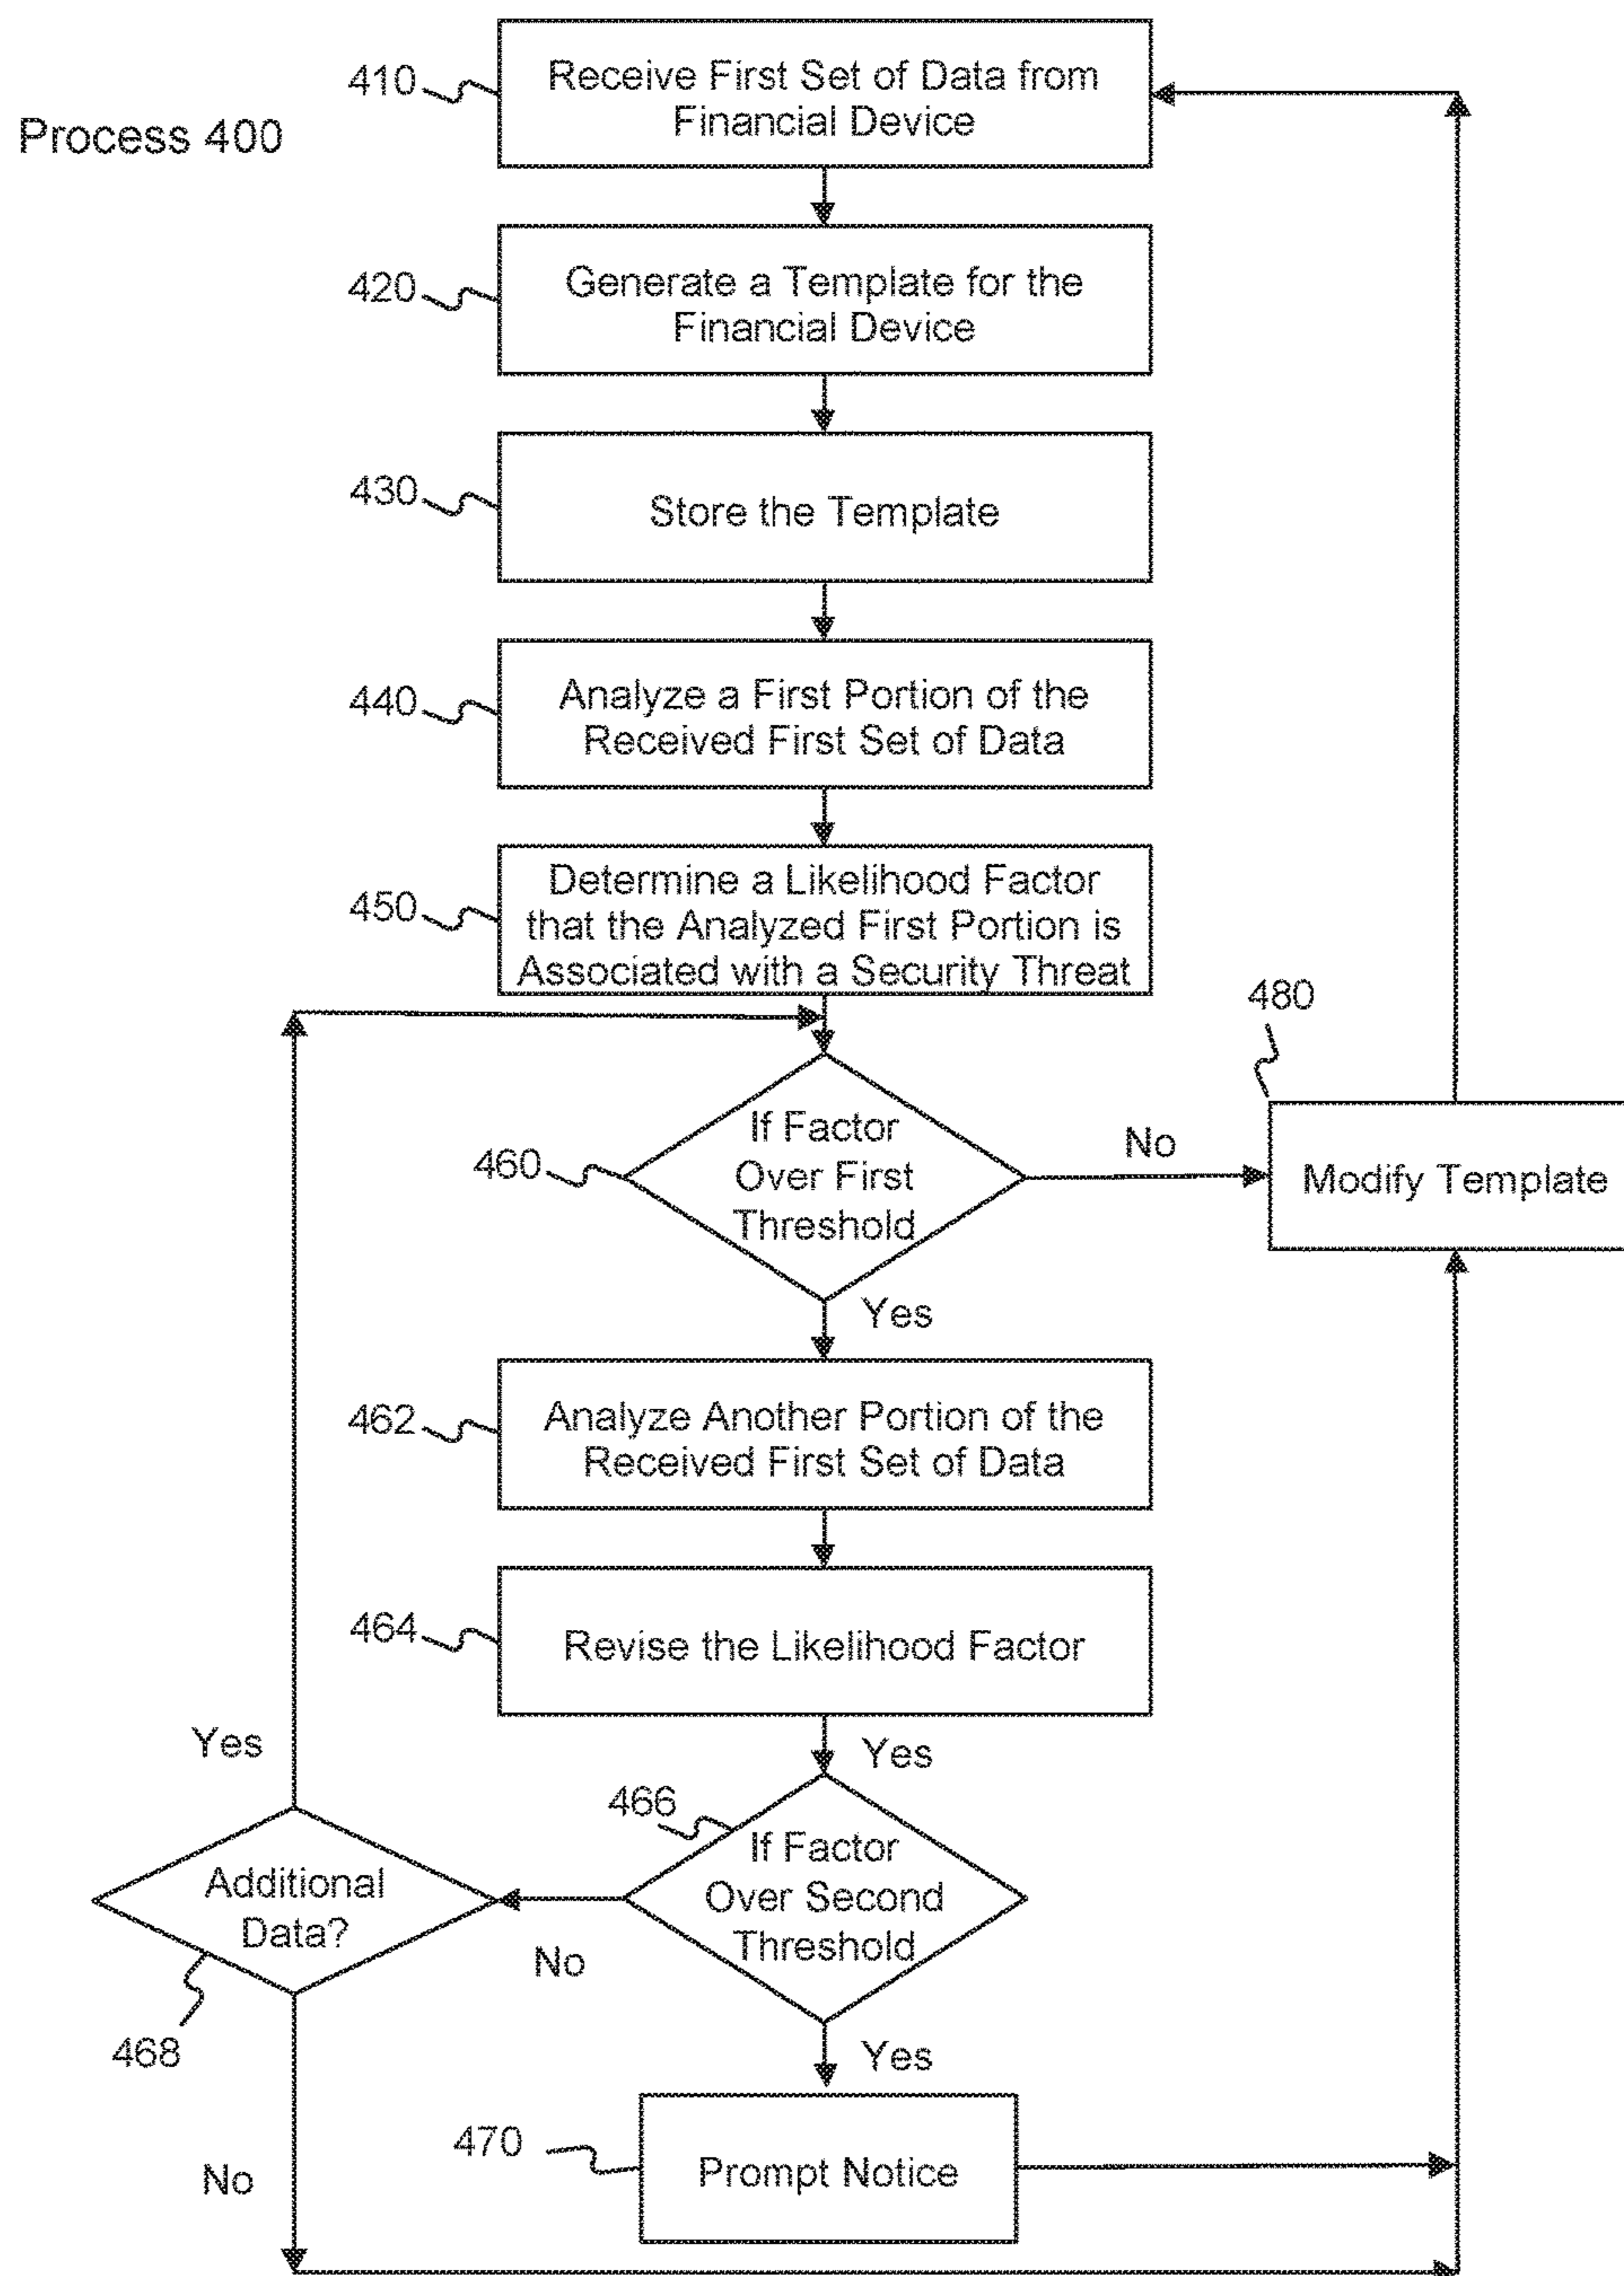 Process 400
410
Receive First Set of Data from
Financial Device
420
Generate a Template for the
Financial Device
430
Store the Template
440
Analyze a First Portion of the
Received First Set of Data
450
Determine a Likelihood Factor
that the Analyzed First Portion is
Associated with a Security Threat
460
If Factor
Over First
Threshold
No
480
Modify Template
Yes
462
Analyze Another Portion of the
Received First Set of Data
464
Revise the Likelihood Factor
Yes
466
If Factor
Over Second
Threshold
No
Yes
Additional
Data?
468
No
Yes
470
Prompt Notice